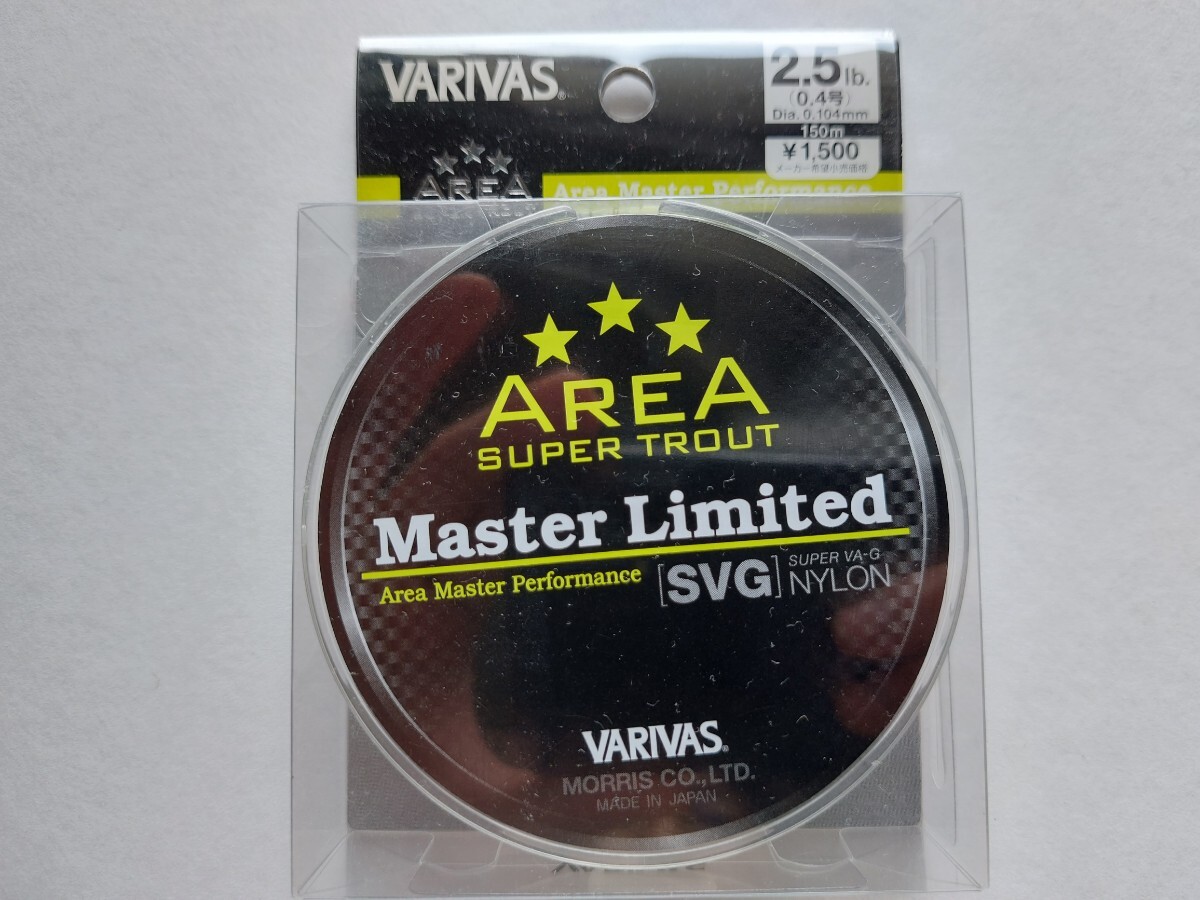 VARIVAS®
2.5lb.
(0.4号)
Dia. 0.104mm
150m
¥1,500
メーカー希望小売価格
AREA
Area Master Performance
AREA
SUPER TROUT
Master Limited
Area Master Performance
[SVG] SUPER VA-G
NYLON
VARIVAS®
MORRIS CO.,LTD.
MADE IN JAPAN